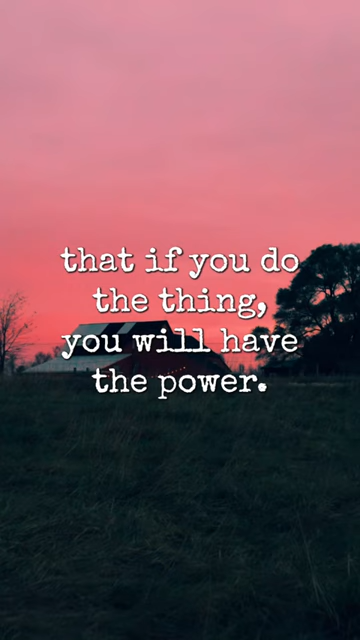 that if you do
the thing,
you will have
the power.